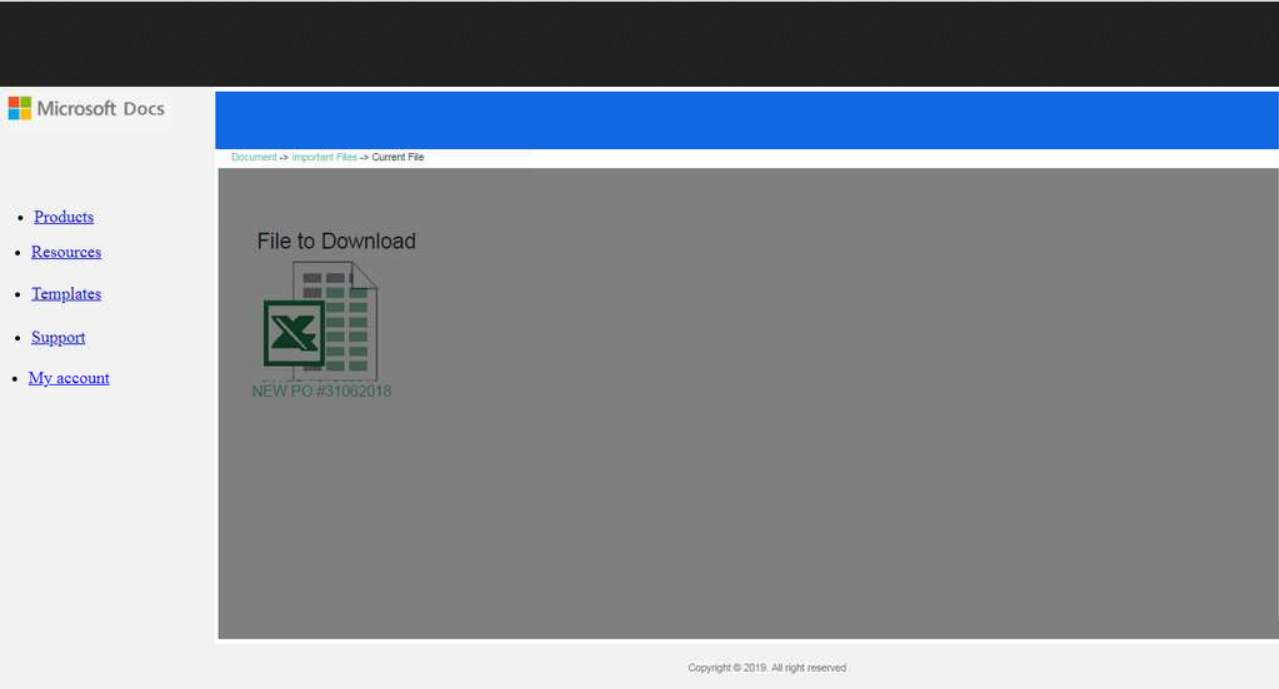 Microsoft Docs
Document -> Important Files -> Current File
Products
Resources
Templates
Support
My account
File to Download
NEW PO #31062018
Copyright © 2019. All right reserved